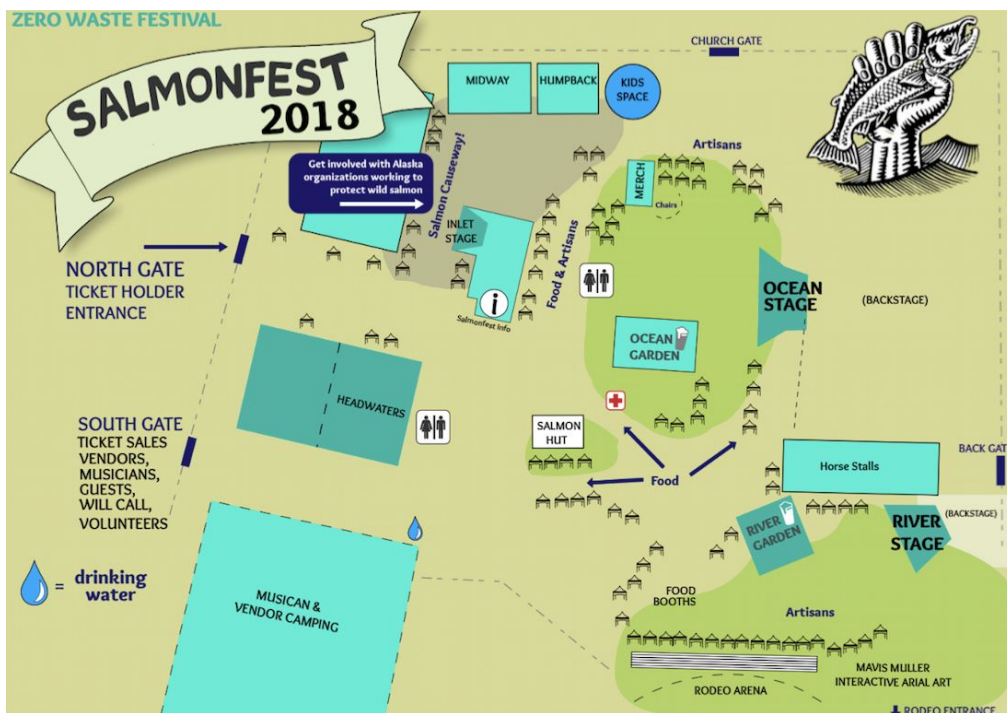 ZERO WASTE FESTIVAL
SALMONFEST
2018
CHURCH GATE
MIDWAY
HUMPBACK
KIDS
SPACE
Get involved with Alaska
organizations working to
protect wild salmon
Salmon Causeway!
INLET
STAGE
Salmonfest Info
Food & Artisans
Artisans
MERCH
Chairs
NORTH GATE
TICKET HOLDER
ENTRANCE
OCEAN
STAGE
(BACKSTAGE)
OCEAN
GARDEN
HEADWATERS
SALMON
HUT
Food
SOUTH GATE
TICKET SALES
VENDORS,
MUSICIANS,
GUESTS,
WILL CALL,
VOLUNTEERS
Horse Stalls
BACK GAT
RIVER
GARDEN
RIVER
STAGE
(BACKSTAGE)
= drinking
water
MUSICAN &
VENDOR CAMPING
FOOD
BOOTHS
Artisans
MAVIS MULLER
INTERACTIVE ARIAL ART
RODEO ARENA
RODEO ENTRANCE